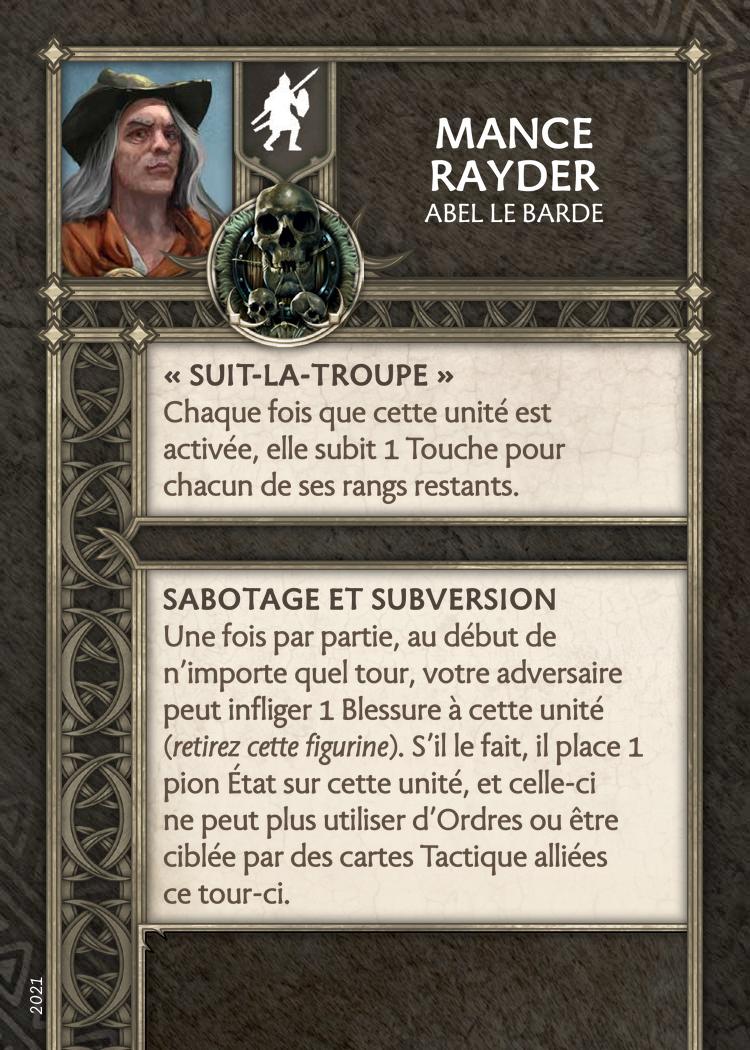 MANCE
RAYDER
ABEL LE BARDE
« SUIT-LA-TROUPE »
Chaque fois que cette unité est
activée, elle subit 1 Touche pour
chacun de ses rangs restants.
SABOTAGE ET SUBVERSION
Une fois par partie, au début de
n’importe quel tour, votre adversaire
peut infliger 1 Blessure à cette unité
(retirez cette figurine). S’il le fait, il place 1
pion État sur cette unité, et celle-ci
ne peut plus utiliser d’Ordres ou être
ciblée par des cartes Tactique alliées
ce tour-ci.
2021